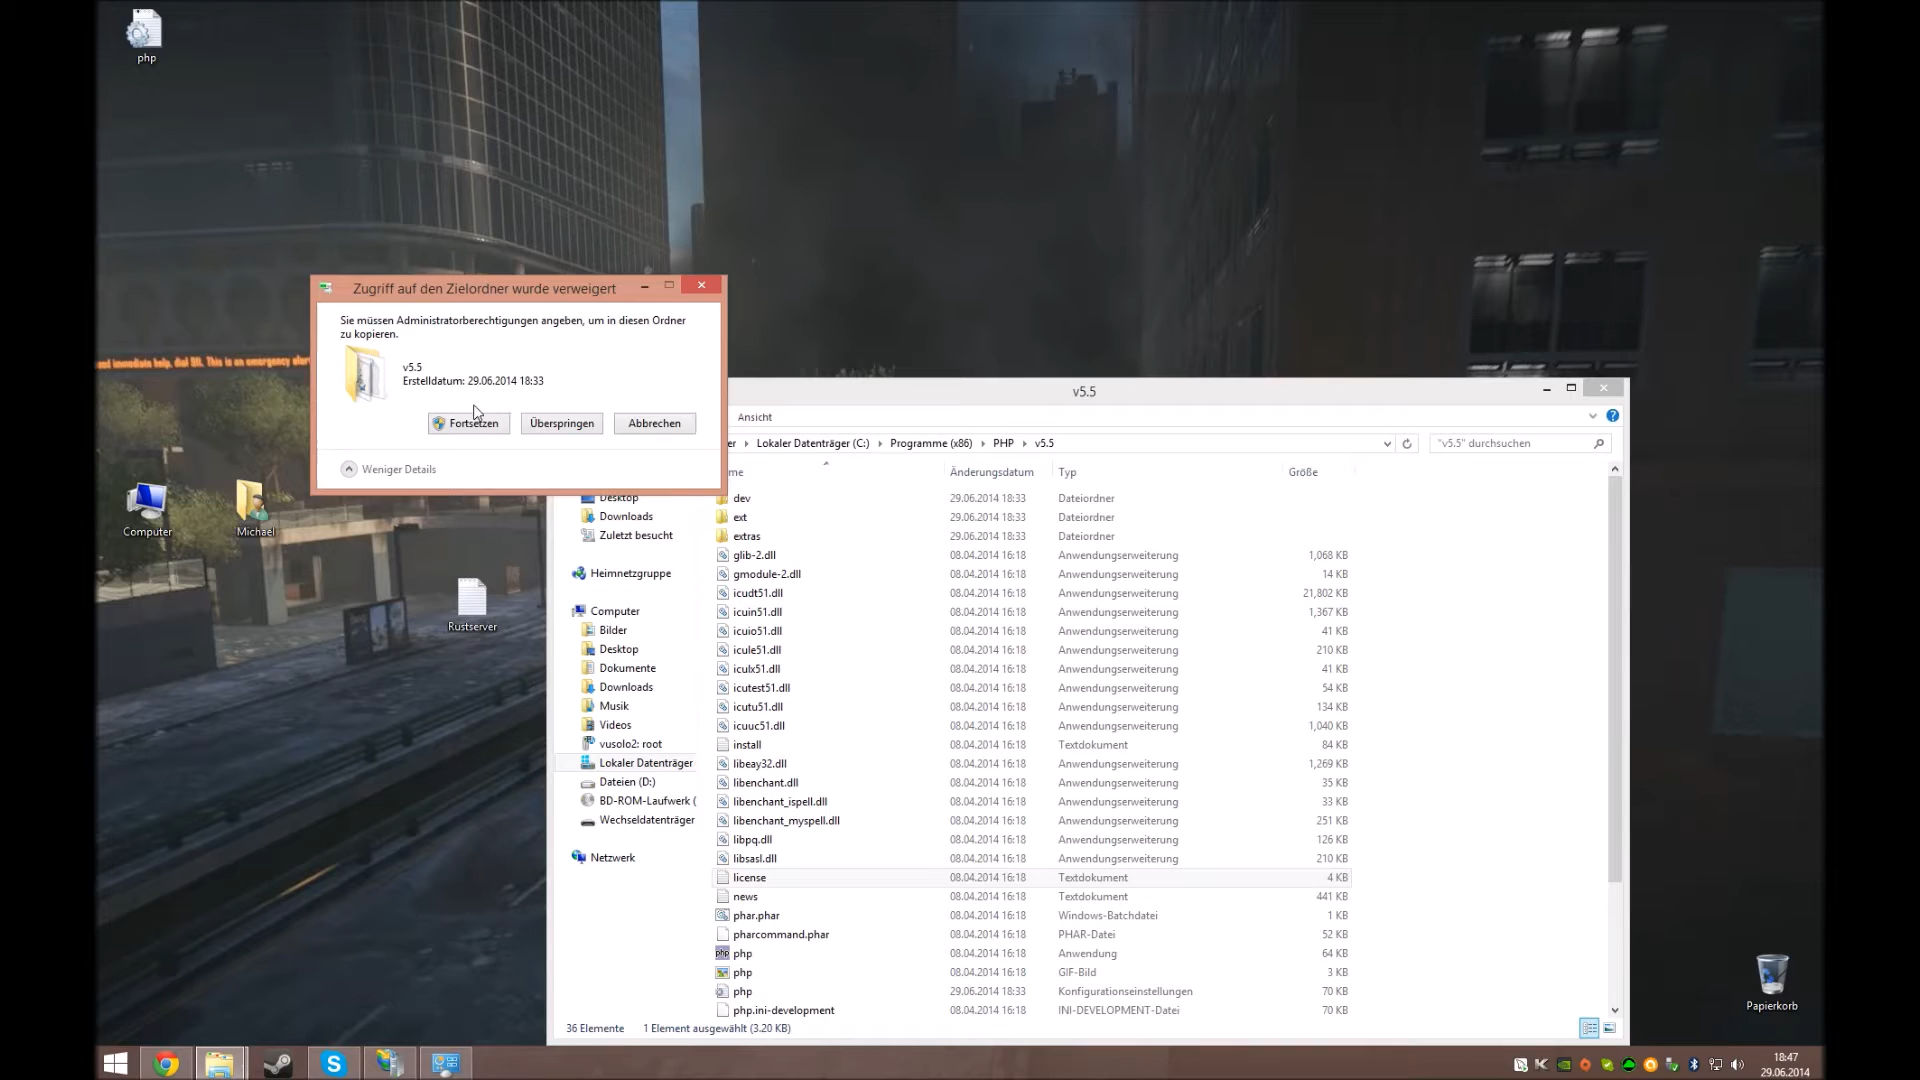 php
and immediate help, dial 811. This is an emergency aler
Zugriff auf den Zielordner wurde verweigert
Sie müssen Administratorberechtigungen angeben, um in diesen Ordner
zu kopieren.
v5.5
Erstelldatum: 29.06.2014 18:33
Fortsetzen Überspringen Abbrechen
Weniger Details
Computer
Michael
Rustserver
Papierkorb
v5.5
Ansicht
er Lokaler Datenträger (C:) Programme (x86) PHP v5.5 "v5.5" durchsuchen
me Änderungsdatum Typ Größe
Desktop
Downloads
Zuletzt besucht
Heimnetzgruppe
Computer
Bilder
Desktop
Dokumente
Downloads
Musik
Videos
vusolo2: root
Lokaler Datenträger
Dateien (D:)
BD-ROM-Laufwerk (
Wechseldatenträger
Netzwerk
dev 29.06.2014 18:33 Dateiordner
ext 29.06.2014 18:33 Dateiordner
extras 29.06.2014 18:33 Dateiordner
glib-2.dll 08.04.2014 16:18 Anwendungserweiterung 1,068 KB
gmodule-2.dll 08.04.2014 16:18 Anwendungserweiterung 14 KB
icudt51.dll 08.04.2014 16:18 Anwendungserweiterung 21,802 KB
icuin51.dll 08.04.2014 16:18 Anwendungserweiterung 1,367 KB
icuio51.dll 08.04.2014 16:18 Anwendungserweiterung 41 KB
icule51.dll 08.04.2014 16:18 Anwendungserweiterung 210 KB
iculx51.dll 08.04.2014 16:18 Anwendungserweiterung 41 KB
icutest51.dll 08.04.2014 16:18 Anwendungserweiterung 54 KB
icutu51.dll 08.04.2014 16:18 Anwendungserweiterung 134 KB
icuuc51.dll 08.04.2014 16:18 Anwendungserweiterung 1,040 KB
install 08.04.2014 16:18 Textdokument 84 KB
libeay32.dll 08.04.2014 16:18 Anwendungserweiterung 1,269 KB
libenchant.dll 08.04.2014 16:18 Anwendungserweiterung 35 KB
libenchant_ispell.dll 08.04.2014 16:18 Anwendungserweiterung 33 KB
libenchant_myspell.dll 08.04.2014 16:18 Anwendungserweiterung 251 KB
libpq.dll 08.04.2014 16:18 Anwendungserweiterung 126 KB
libsasl.dll 08.04.2014 16:18 Anwendungserweiterung 210 KB
license 08.04.2014 16:18 Textdokument 4 KB
news 08.04.2014 16:18 Textdokument 441 KB
phar.phar 08.04.2014 16:18 Windows-Batchdatei 1 KB
pharcommand.phar 08.04.2014 16:18 PHAR-Datei 52 KB
php 08.04.2014 16:18 Anwendung 64 KB
php 08.04.2014 16:18 GIF-Bild 3 KB
php 29.06.2014 18:33 Konfigurationseinstellungen 70 KB
php.ini-development 08.04.2014 16:18 INI-DEVELOPMENT-Datei 70 KB
36 Elemente 1 Element ausgewählt (3.20 KB)
18:47
29.06.2014